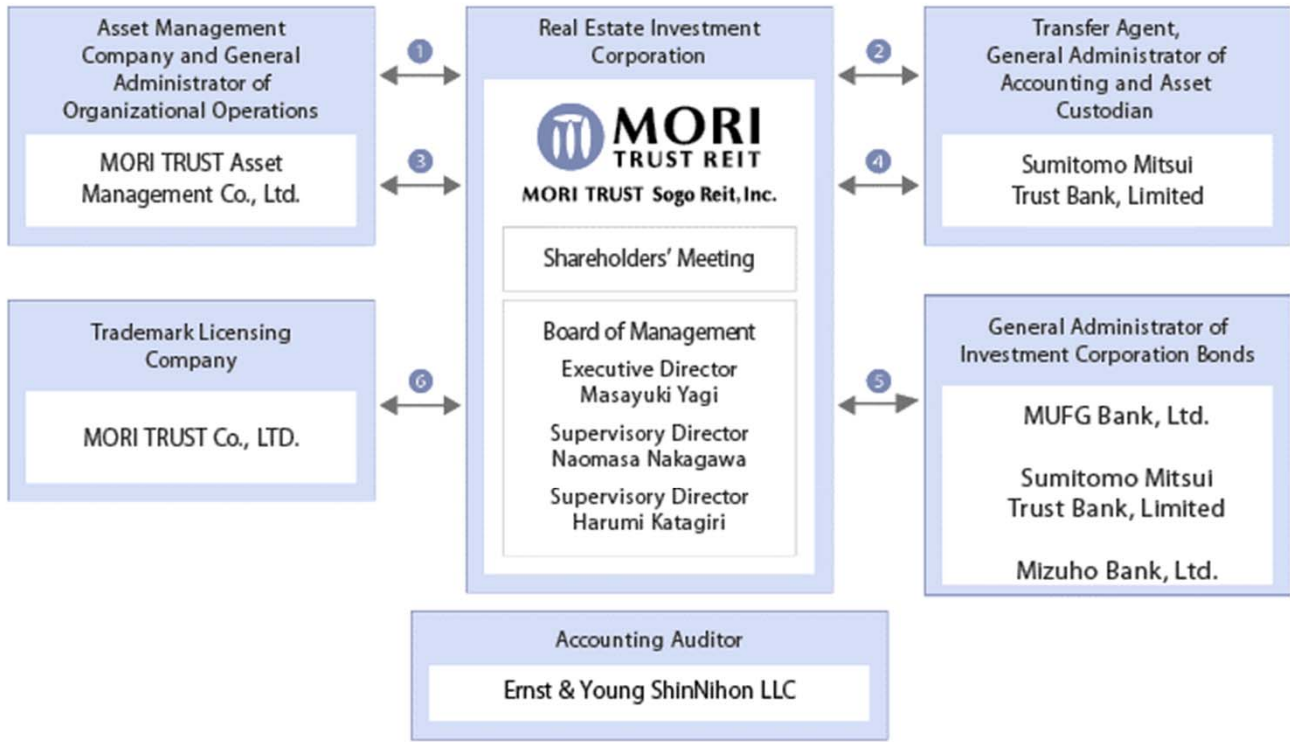 Asset Management
Company and General
Administrator of
Organizational Operations
MORI TRUST Asset
Management Co., Ltd.
1
3
Real Estate Investment
Corporation
MORI
TRUST REIT
MORI TRUST Sogo Reit, Inc.
Shareholders' Meeting
Board of Management
Executive Director
Masayuki Yagi
Supervisory Director
Naomasa Nakagawa
Supervisory Director
Harumi Katagiri
2
4
Transfer Agent,
General Administrator of
Accounting and Asset
Custodian
Sumitomo Mitsui
Trust Bank, Limited
Trademark Licensing
Company
MORI TRUST Co., LTD.
6
5
General Administrator of
Investment Corporation Bonds
MUFG Bank, Ltd.
Sumitomo Mitsui
Trust Bank, Limited
Mizuho Bank, Ltd.
Accounting Auditor
Ernst & Young ShinNihon LLC